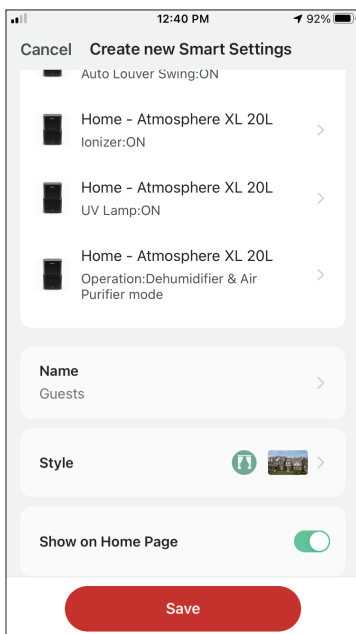 12:40 PM
92%
Cancel Create new Smart Settings
Auto Louver Swing:ON
Home - Atmosphere XL 20L
Ionizer:ON
Home - Atmosphere XL 20L
UV Lamp:ON
Home - Atmosphere XL 20L
Operation:Dehumidifier & Air
Purifier mode
Name
Guests
Style
Show on Home Page
Save